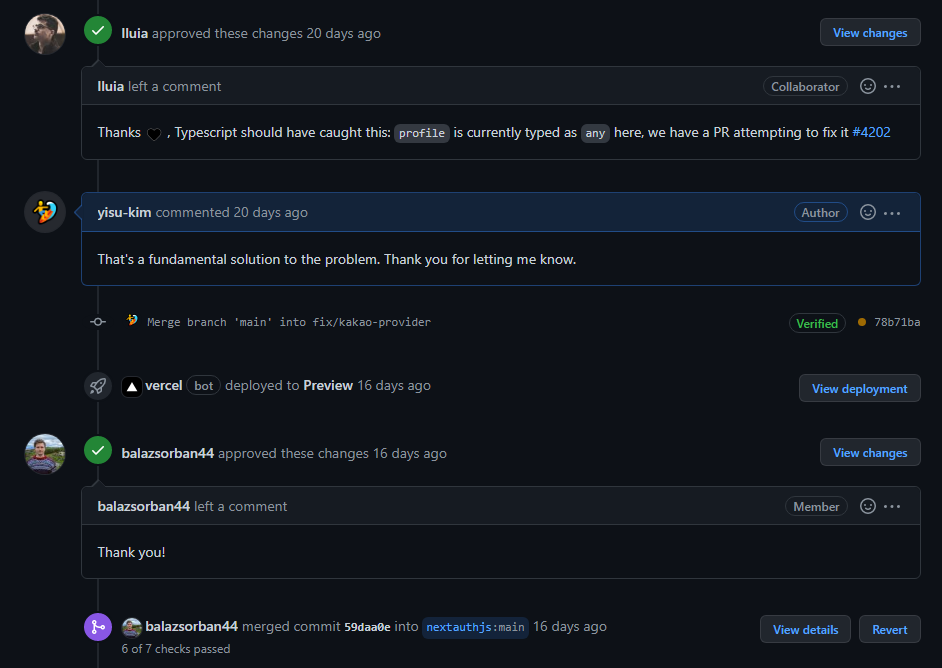 lluia approved these changes 20 days ago View changes
lluia left a comment Collaborator
Thanks 🖤 , Typescript should have caught this: profile is currently typed as any here, we have a PR attempting to fix it #4202
yisu-kim commented 20 days ago Author
That's a fundamental solution to the problem. Thank you for letting me know.
Merge branch 'main' into fix/kakao-provider Verified 78b71ba
vercel bot deployed to Preview 16 days ago View deployment
balazsorban44 approved these changes 16 days ago View changes
balazsorban44 left a comment Member
Thank you!
balazsorban44 merged commit 59daa0e into nextauthjs:main 16 days ago View details Revert
6 of 7 checks passed